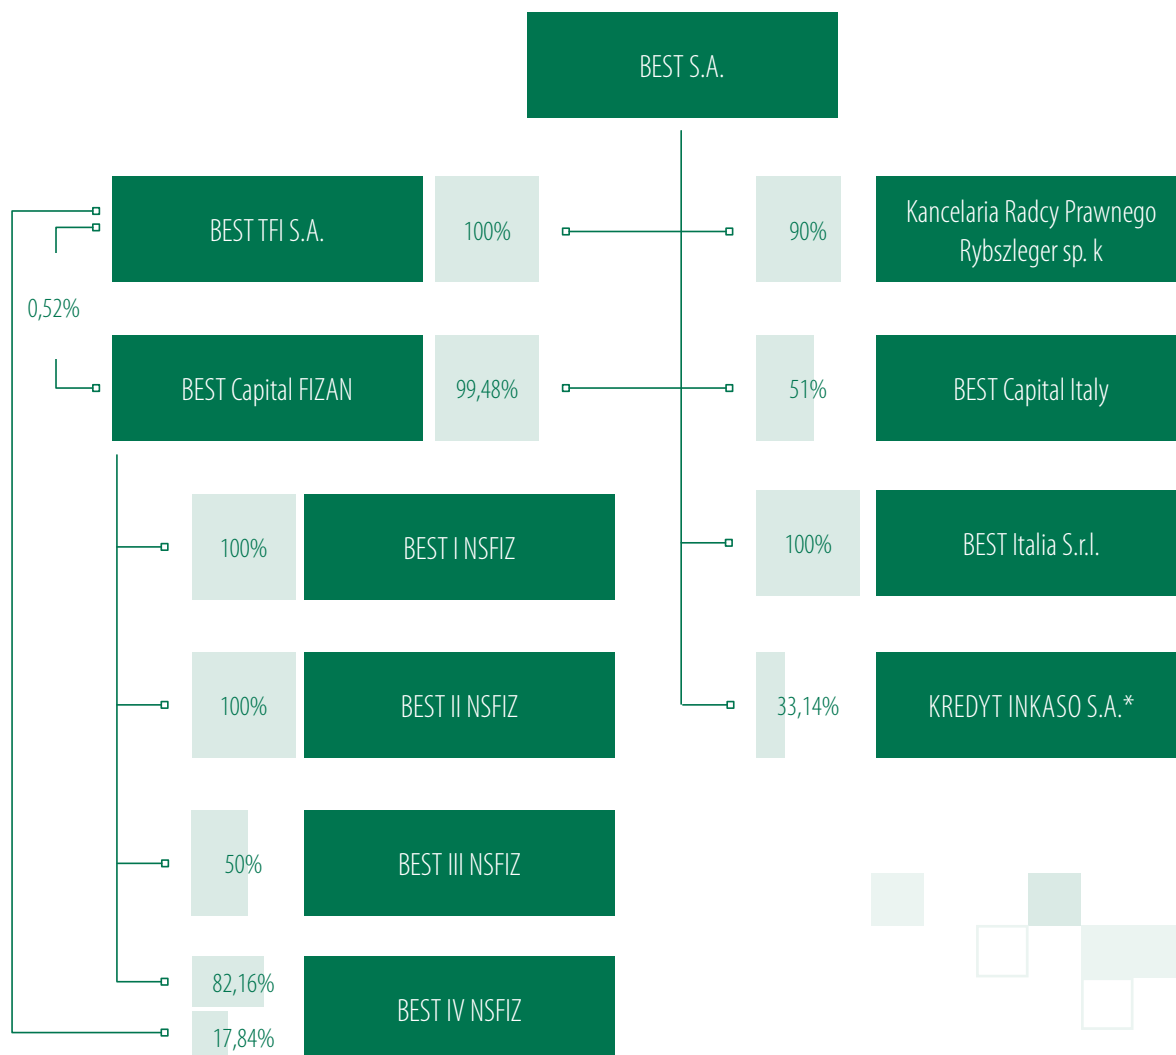 BEST S.A.
BEST TFI S.A.
100%
90%
Kancelaria Radcy Prawnego
Rybszleger sp. k
0,52%
BEST Capital FIZAN
99,48%
51%
BEST Capital Italy
100%
BEST I NSFIZ
100%
BEST Italia S.r.l.
100%
BEST II NSFIZ
33,14%
KREDYT INKASO S.A.*
50%
BEST III NSFIZ
82,16%
17,84%
BEST IV NSFIZ